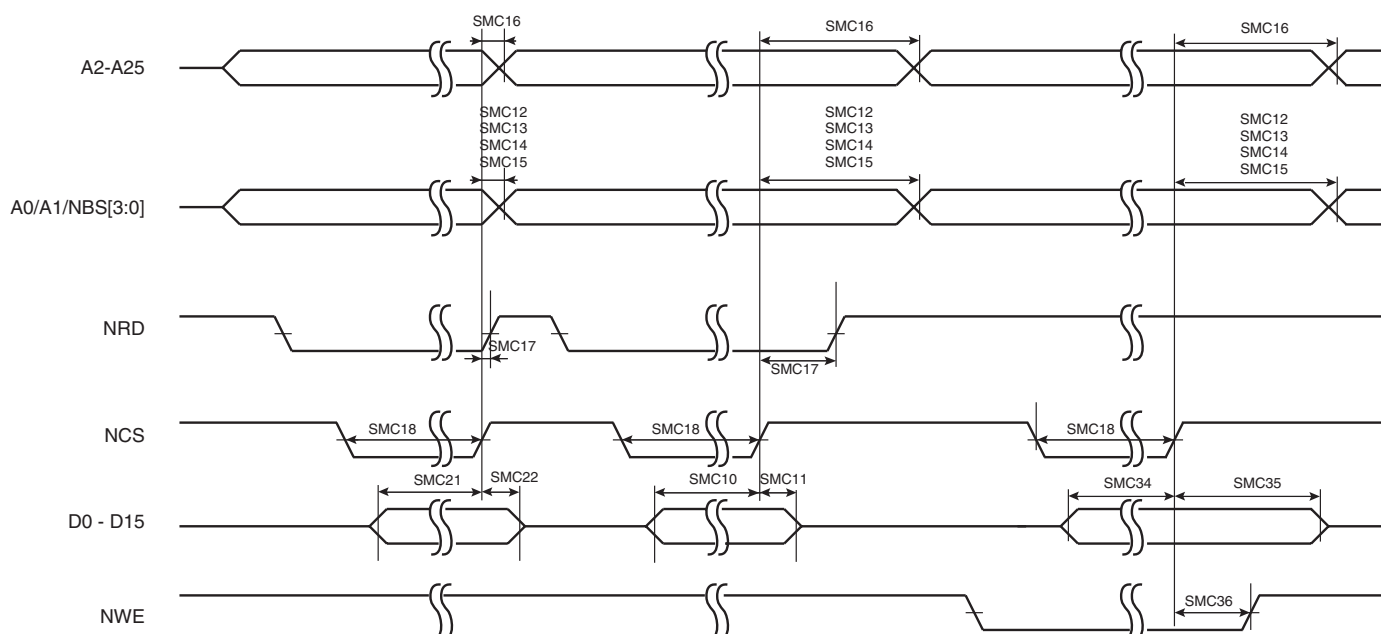 SMC16
SMC16
SMC16
A2-A25
SMC12
SMC13
SMC14
SMC15
SMC12
SMC13
SMC14
SMC15
SMC12
SMC13
SMC14
SMC15
A0/A1/NBS[3:0]
NRD
SMC17
SMC17
NCS
SMC18
SMC18
SMC18
SMC21
SMC22
SMC10
SMC11
SMC34
SMC35
D0 - D15
NWE
SMC36